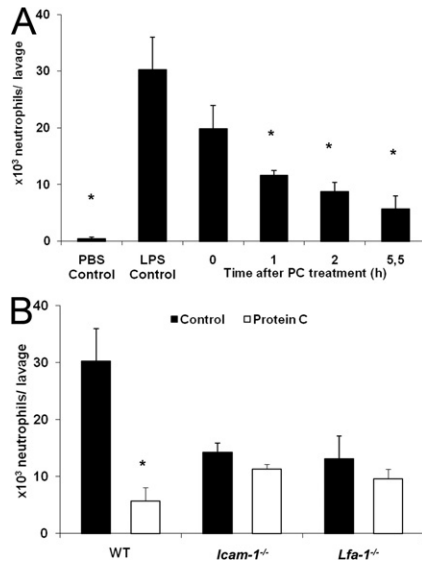 A
x10³ neutrophils/ lavage
40
30
20
10
0
*
*
*
*
PBS Control
LPS Control
0
1
2
5,5
Time after PC treatment (h)
B
x10³ neutrophils/ lavage
40
30
20
10
0
Control
Protein C
*
WT
Icam-1⁻/⁻
Lfa-1⁻/⁻